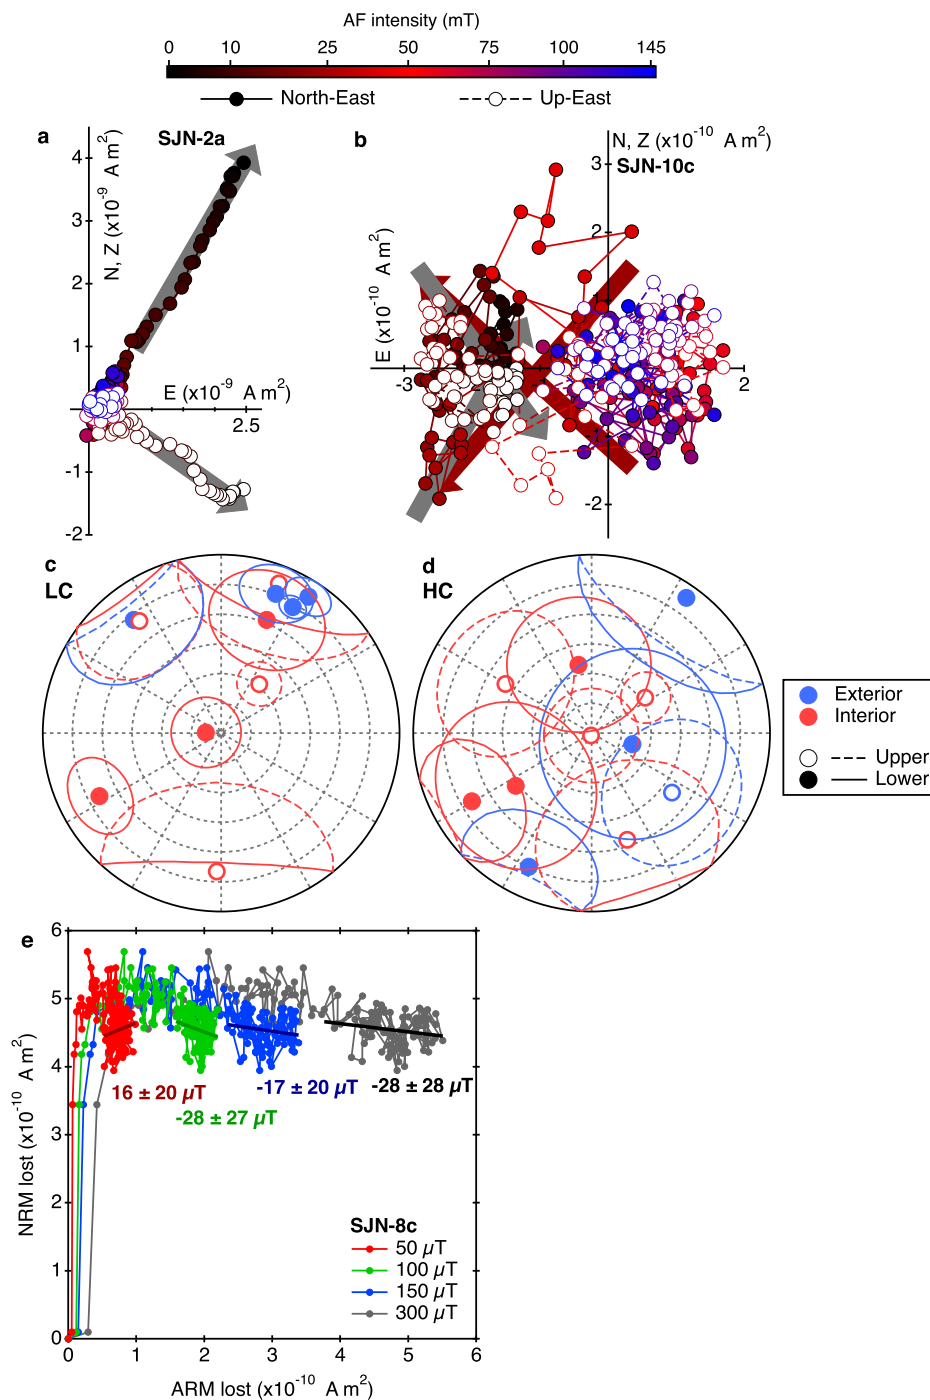 AF intensity (mT)
0 10 25 50 75 100 145
North-East Up-East
a SJN-2a
N, Z (x10⁻⁹ A m²)
4
3
2
1
E (x10⁻⁹ A m²)
2.5
-1
-2
b N, Z (x10⁻¹⁰ A m²)
SJN-10c
3
2
1
E (x10⁻¹⁰ A m²)
-3 2
-2
c
LC
d
HC
Exterior
Interior
Upper
Lower
e
6
5
4
3
2
1
0
NRM lost (x10⁻¹⁰ A m²)
16 ± 20 µT
-28 ± 27 µT
-17 ± 20 µT
-28 ± 28 µT
SJN-8c
50 µT
100 µT
150 µT
300 µT
0 1 2 3 4 5 6
ARM lost (x10⁻¹⁰ A m²)